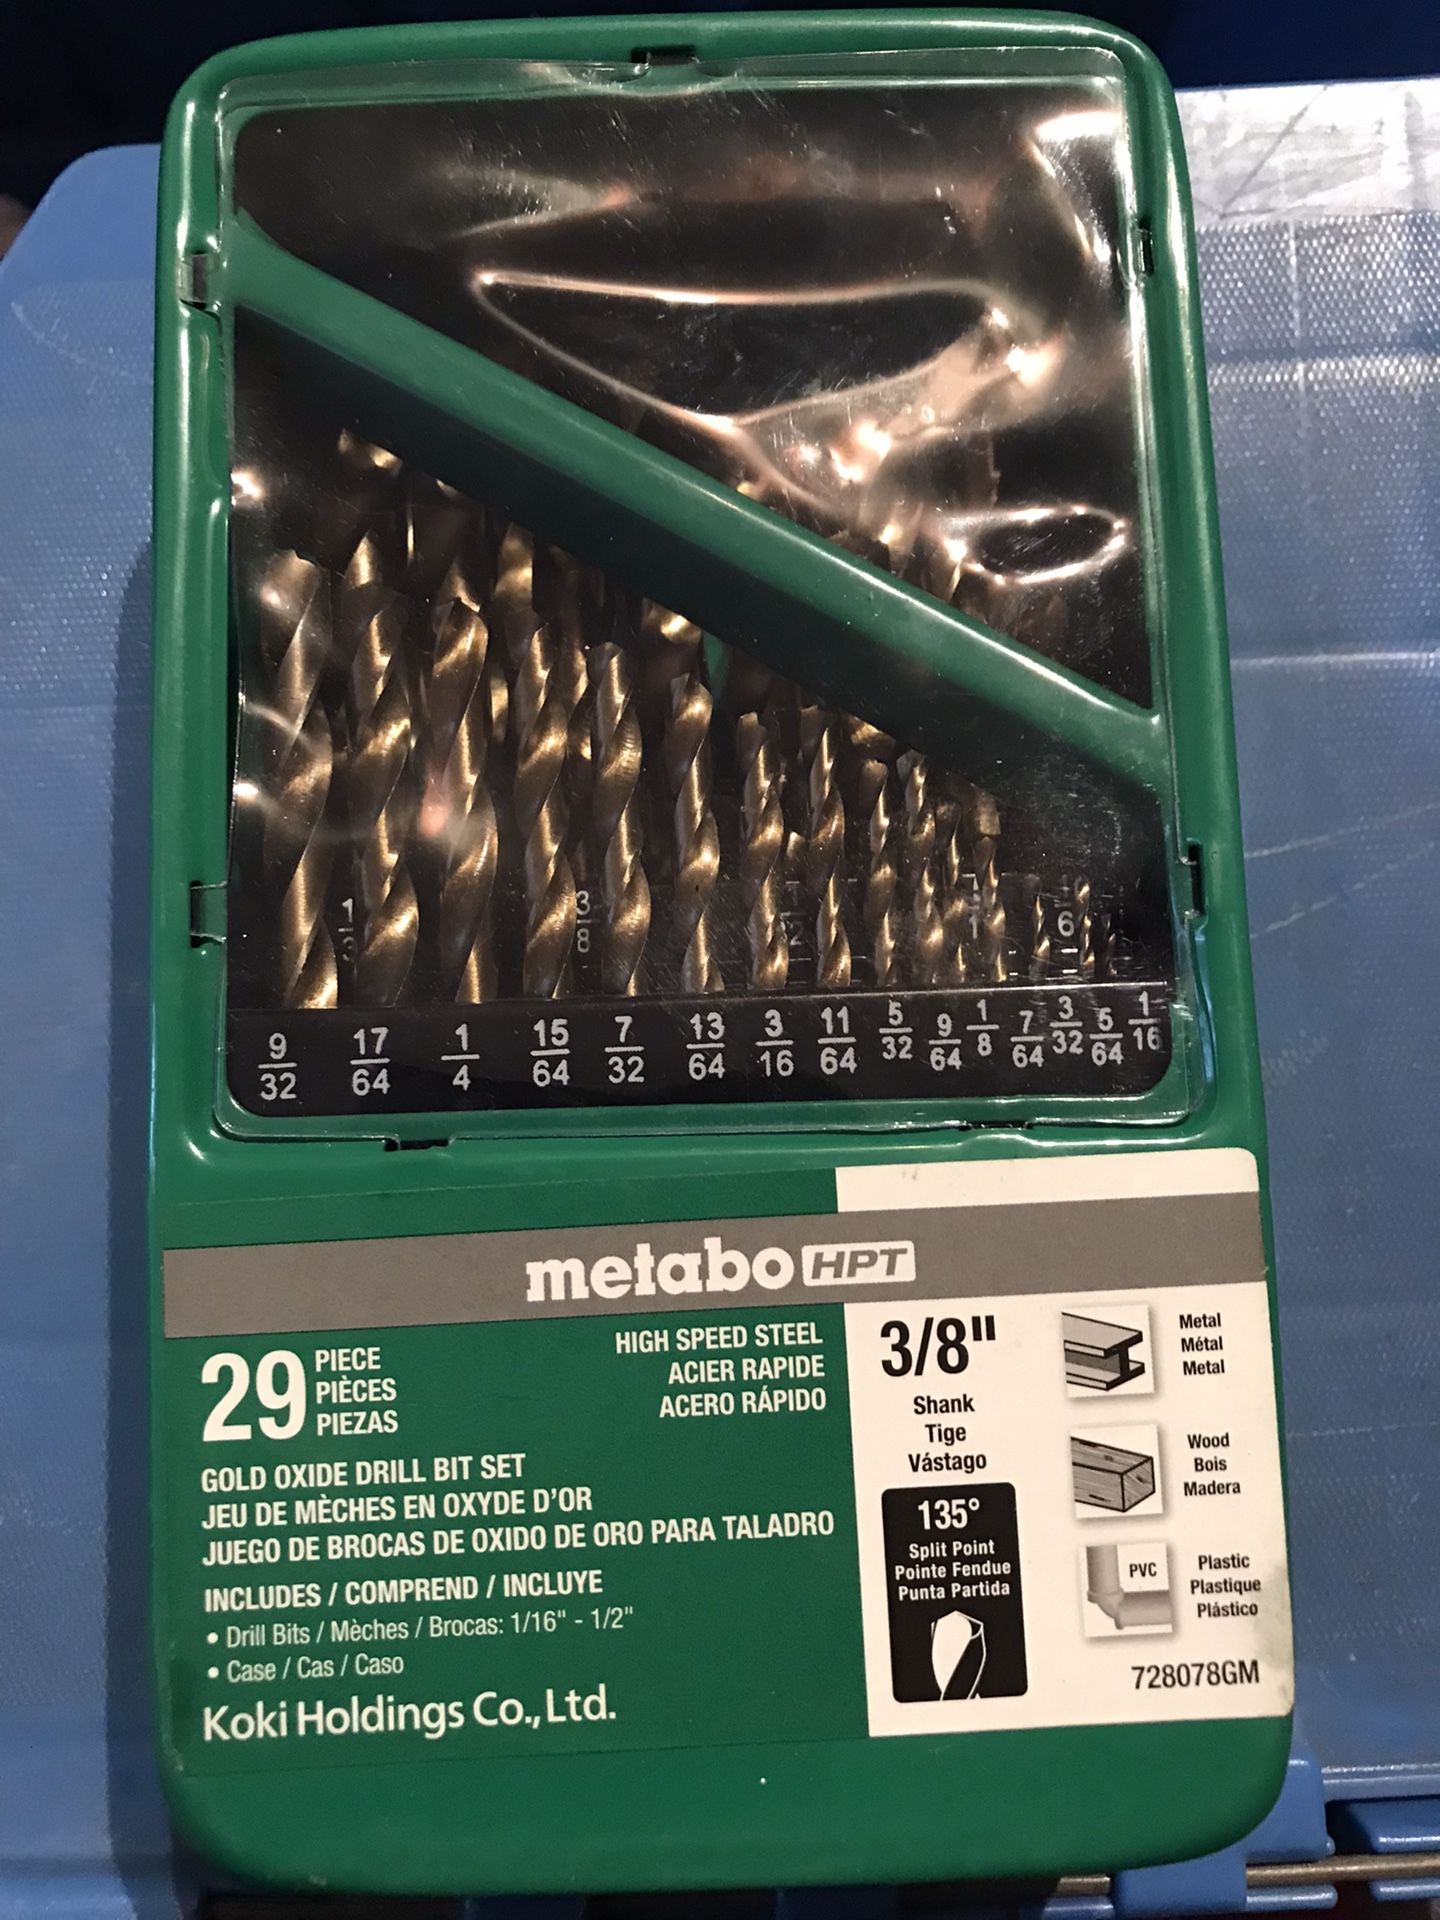 3
8
6
9
32
17
64
1
4
15
64
7
32
13
64
3
16
11
64
5
32
9
64
1
8
7
64
3
32
5
64
1
16
metabo HPT
29 PIECE
PIÈCES
PIEZAS
HIGH SPEED STEEL
ACIER RAPIDE
ACERO RÁPIDO
GOLD OXIDE DRILL BIT SET
JEU DE MÈCHES EN OXYDE D'OR
JUEGO DE BROCAS DE OXIDO DE ORO PARA TALADRO
INCLUDES / COMPREND / INCLUYE
• Drill Bits / Mèches / Brocas: 1/16" - 1/2"
• Case / Cas / Caso
Koki Holdings Co., Ltd.
3/8"
Shank
Tige
Vástago
135°
Split Point
Pointe Fendue
Punta Partida
Metal
Métal
Metal
Wood
Bois
Madera
PVC
Plastic
Plastique
Plástico
728078GM